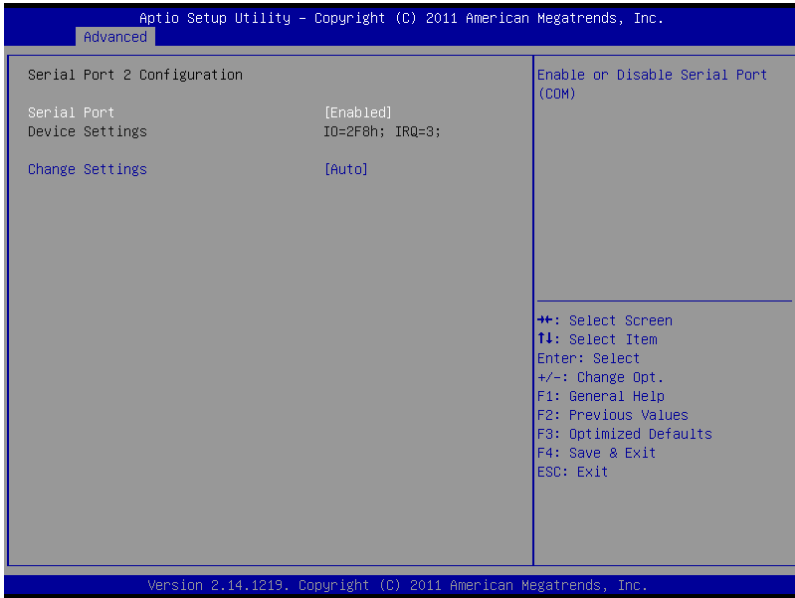 Aptio Setup Utility – Copyright (C) 2011 American Megatrends, Inc.
Advanced
Serial Port 2 Configuration
Serial Port [Enabled]
Device Settings IO=2F8h; IRQ=3;
Change Settings [Auto]
Enable or Disable Serial Port
(COM)
→←: Select Screen
↑↓: Select Item
Enter: Select
+/-: Change Opt.
F1: General Help
F2: Previous Values
F3: Optimized Defaults
F4: Save & Exit
ESC: Exit
Version 2.14.1219. Copyright (C) 2011 American Megatrends, Inc.